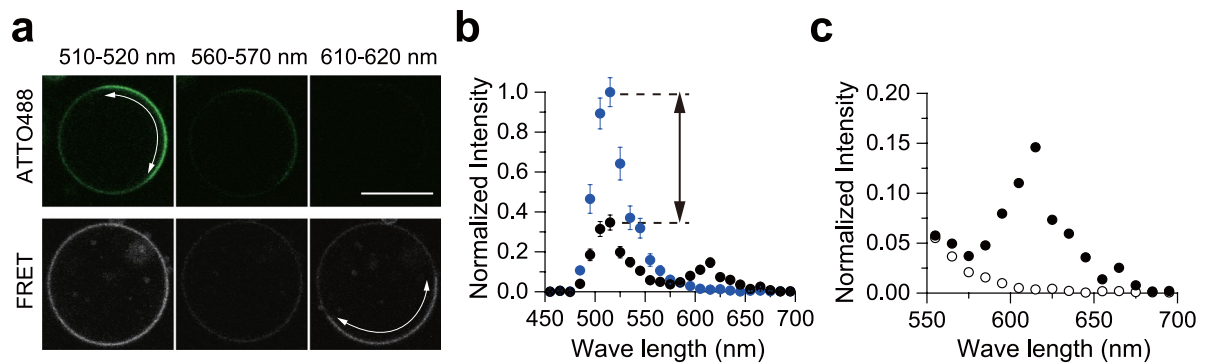 a
510-520 nm 560-570 nm 610-620 nm
ATTO488
FRET
b
Normalized Intensity
1.0
0.8
0.6
0.4
0.2
0.0
450 500 550 600 650 700
Wave length (nm)
c
Normalized Intensity
0.20
0.15
0.10
0.05
0.00
550 600 650 700
Wave length (nm)